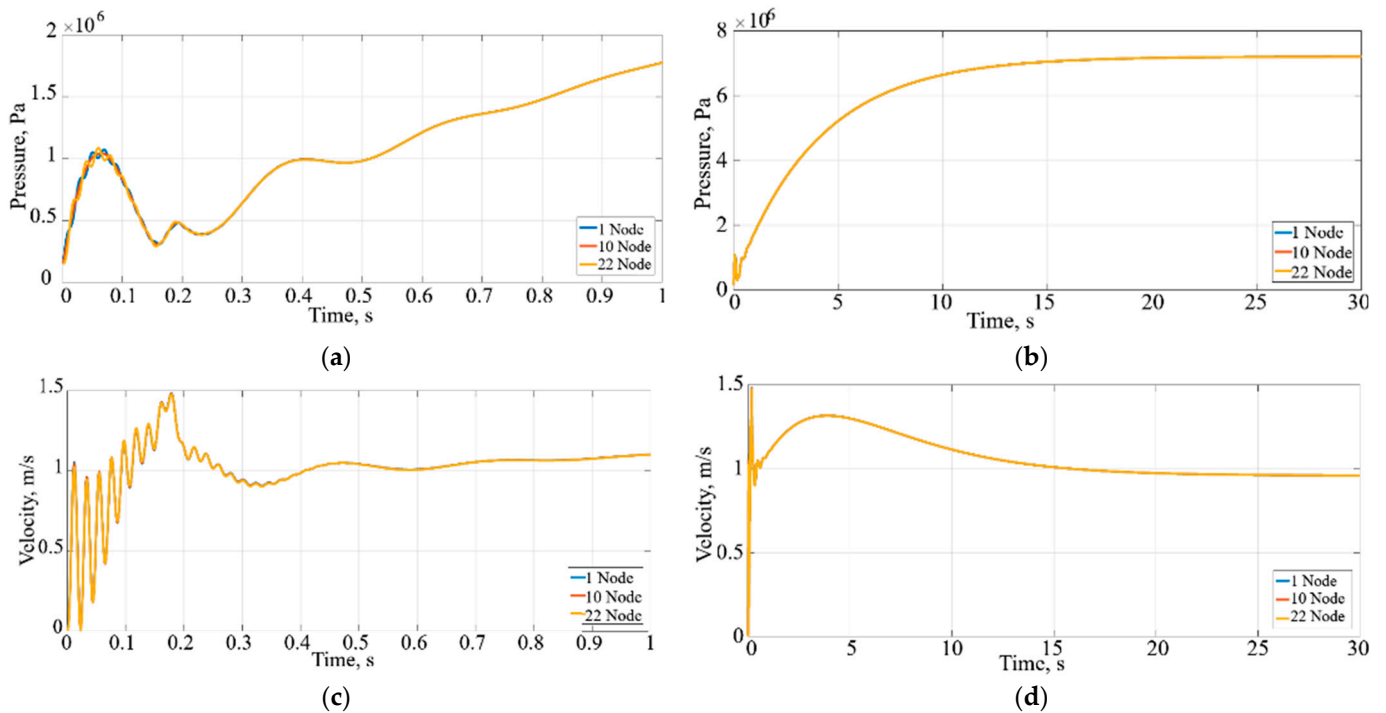 ×10⁶
2
1.5
1
0.5
0
Pressure, Pa
1 Node
10 Node
22 Node
0 0.1 0.2 0.3 0.4 0.5 0.6 0.7 0.8 0.9 1
Time, s
(a)
×10⁶
8
6
4
2
0
Pressure, Pa
1 Node
10 Node
22 Node
0 5 10 15 20 25 30
Time, s
(b)
1.5
1
0.5
0
Velocity, m/s
1 Node
10 Node
22 Node
0 0.1 0.2 0.3 0.4 0.5 0.6 0.7 0.8 0.9 1
Time, s
(c)
1.5
1
0.5
0
Velocity, m/s
1 Node
10 Node
22 Node
0 5 10 15 20 25 30
Time, s
(d)